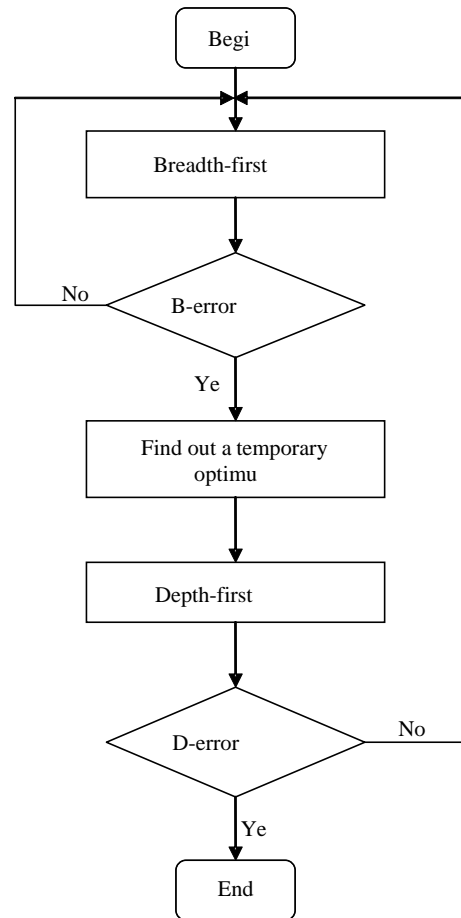 Begi
Breadth-first
No
B-error
Ye
Find out a temporary
optimu
Depth-first
No
D-error
Ye
End